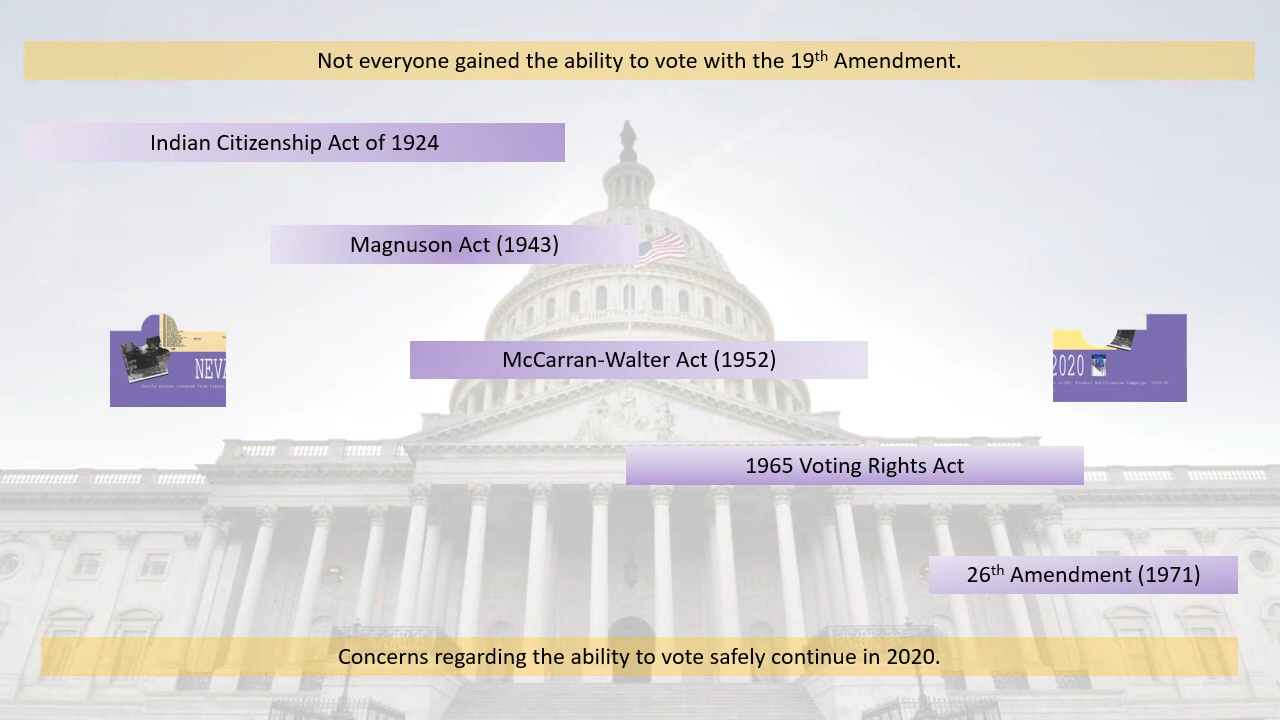 Not everyone gained the ability to vote with the 19th Amendment.
Indian Citizenship Act of 1924
Magnuson Act (1943)
McCarran-Walter Act (1952)
2020
1965 Voting Rights Act
26th Amendment (1971)
Concerns regarding the ability to vote safely continue in 2020.